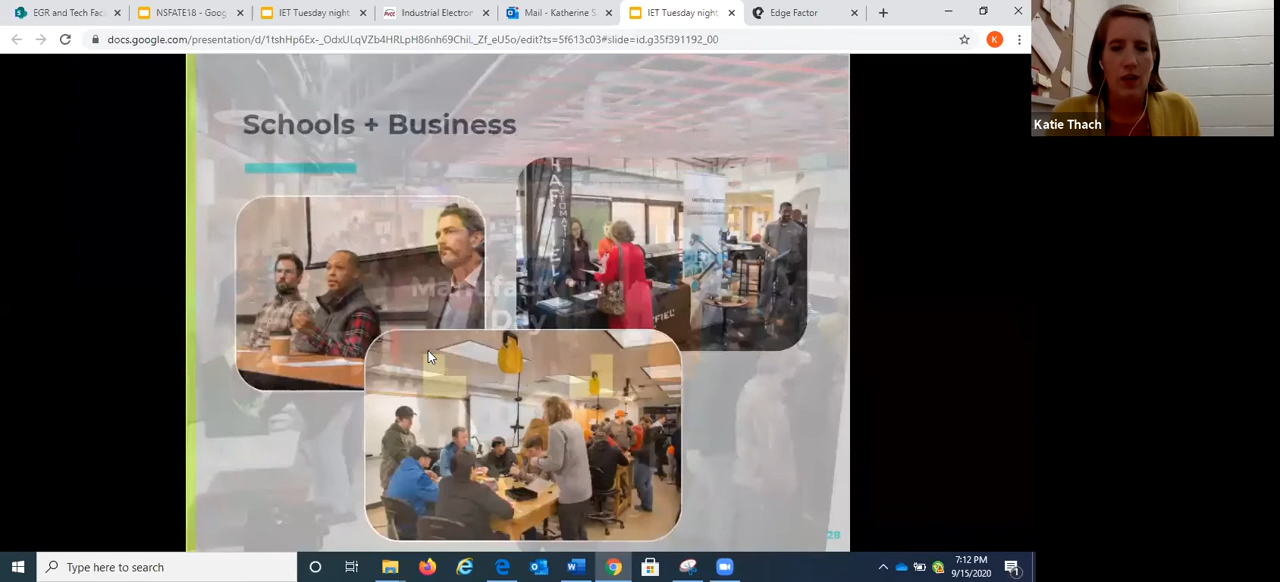 EGR and Tech Fac
NSFATE18 - Goog
IET Tuesday night
Industrial Electron
Mail - Katherine S
IET Tuesday night
Edge Factor
docs.google.com/presentation/d/1tshHp6Ex-_OdxULqVZb4HRLpH86nh69ChiL_Zf_eU5o/edit?ts=5f613c03#slide=id.g35f391192_00
K
Katie Thach
Schools + Business
Day
28
Type here to search
7:12 PM
9/15/2020